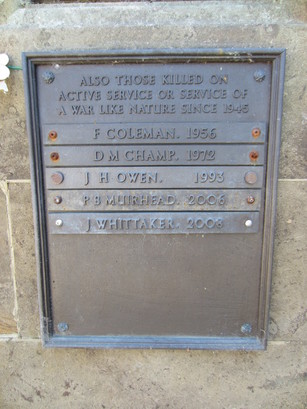 ALSO THOSE KILLED ON
ACTIVE SERVICE OR SERVICE OF
A WAR LIKE NATURE SINCE 1945
F COLEMAN. 1956
D M CHAMP. 1972
J H OWEN. 1993
P B MUIRHEAD. 2006
J WHITTAKER. 2008